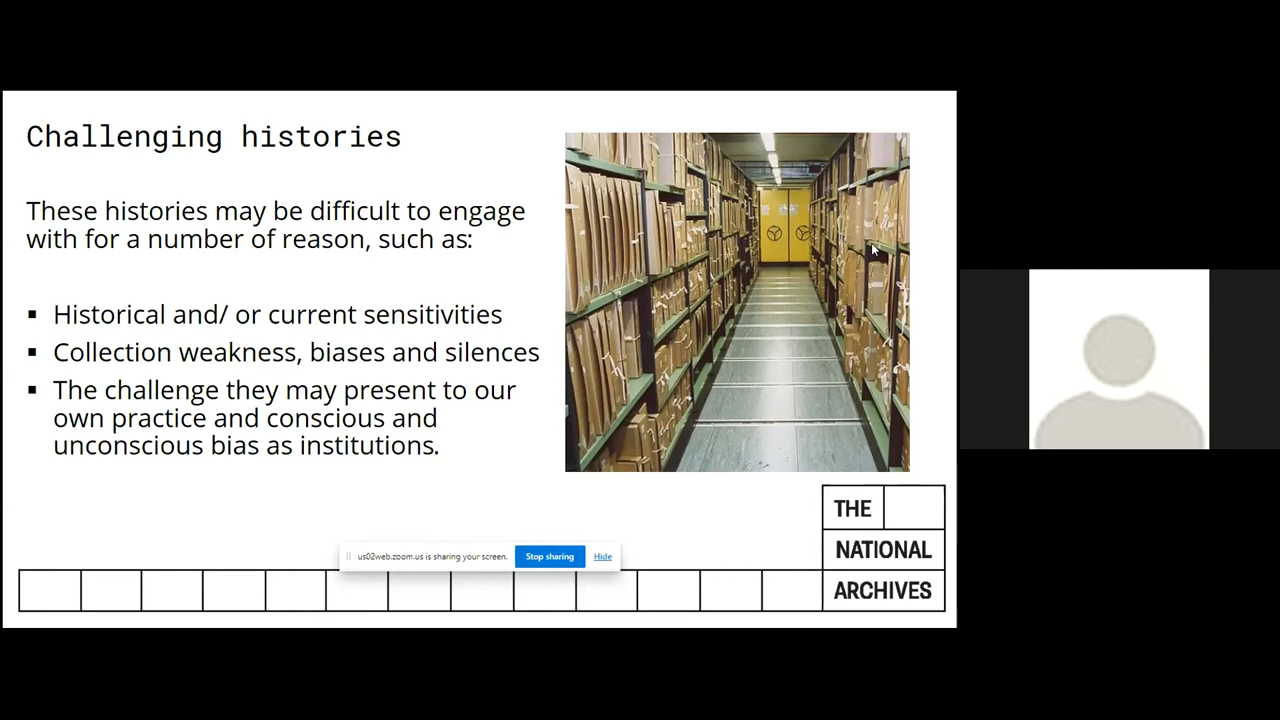 Challenging histories
These histories may be difficult to engage
with for a number of reason, such as:
▪ Historical and/ or current sensitivities
▪ Collection weakness, biases and silences
▪ The challenge they may present to our
own practice and conscious and
unconscious bias as institutions.
us02web.zoom.us is sharing your screen. Stop sharing Hide
THE
NATIONAL
ARCHIVES